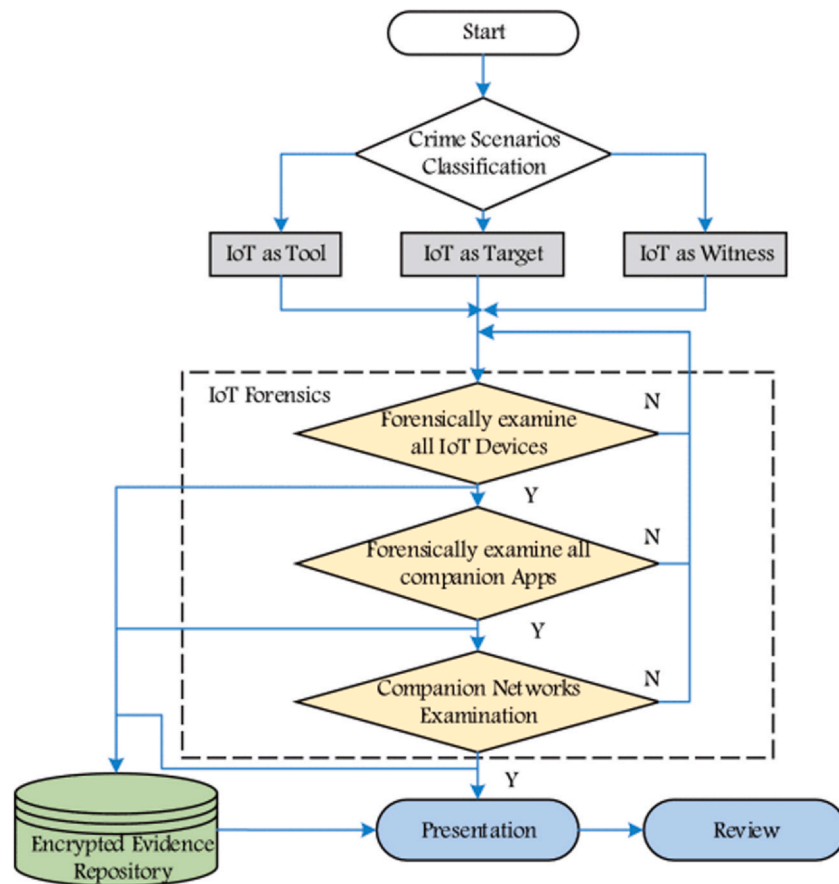 Start
Crime Scenarios
Classification
IoT as Tool
IoT as Target
IoT as Witness
IoT Forensics
Forensically examine
all IoT Devices
N
Y
Forensically examine all
companion Apps
N
Y
Companion Networks
Examination
N
Y
Encrypted Evidence
Repository
Presentation
Review